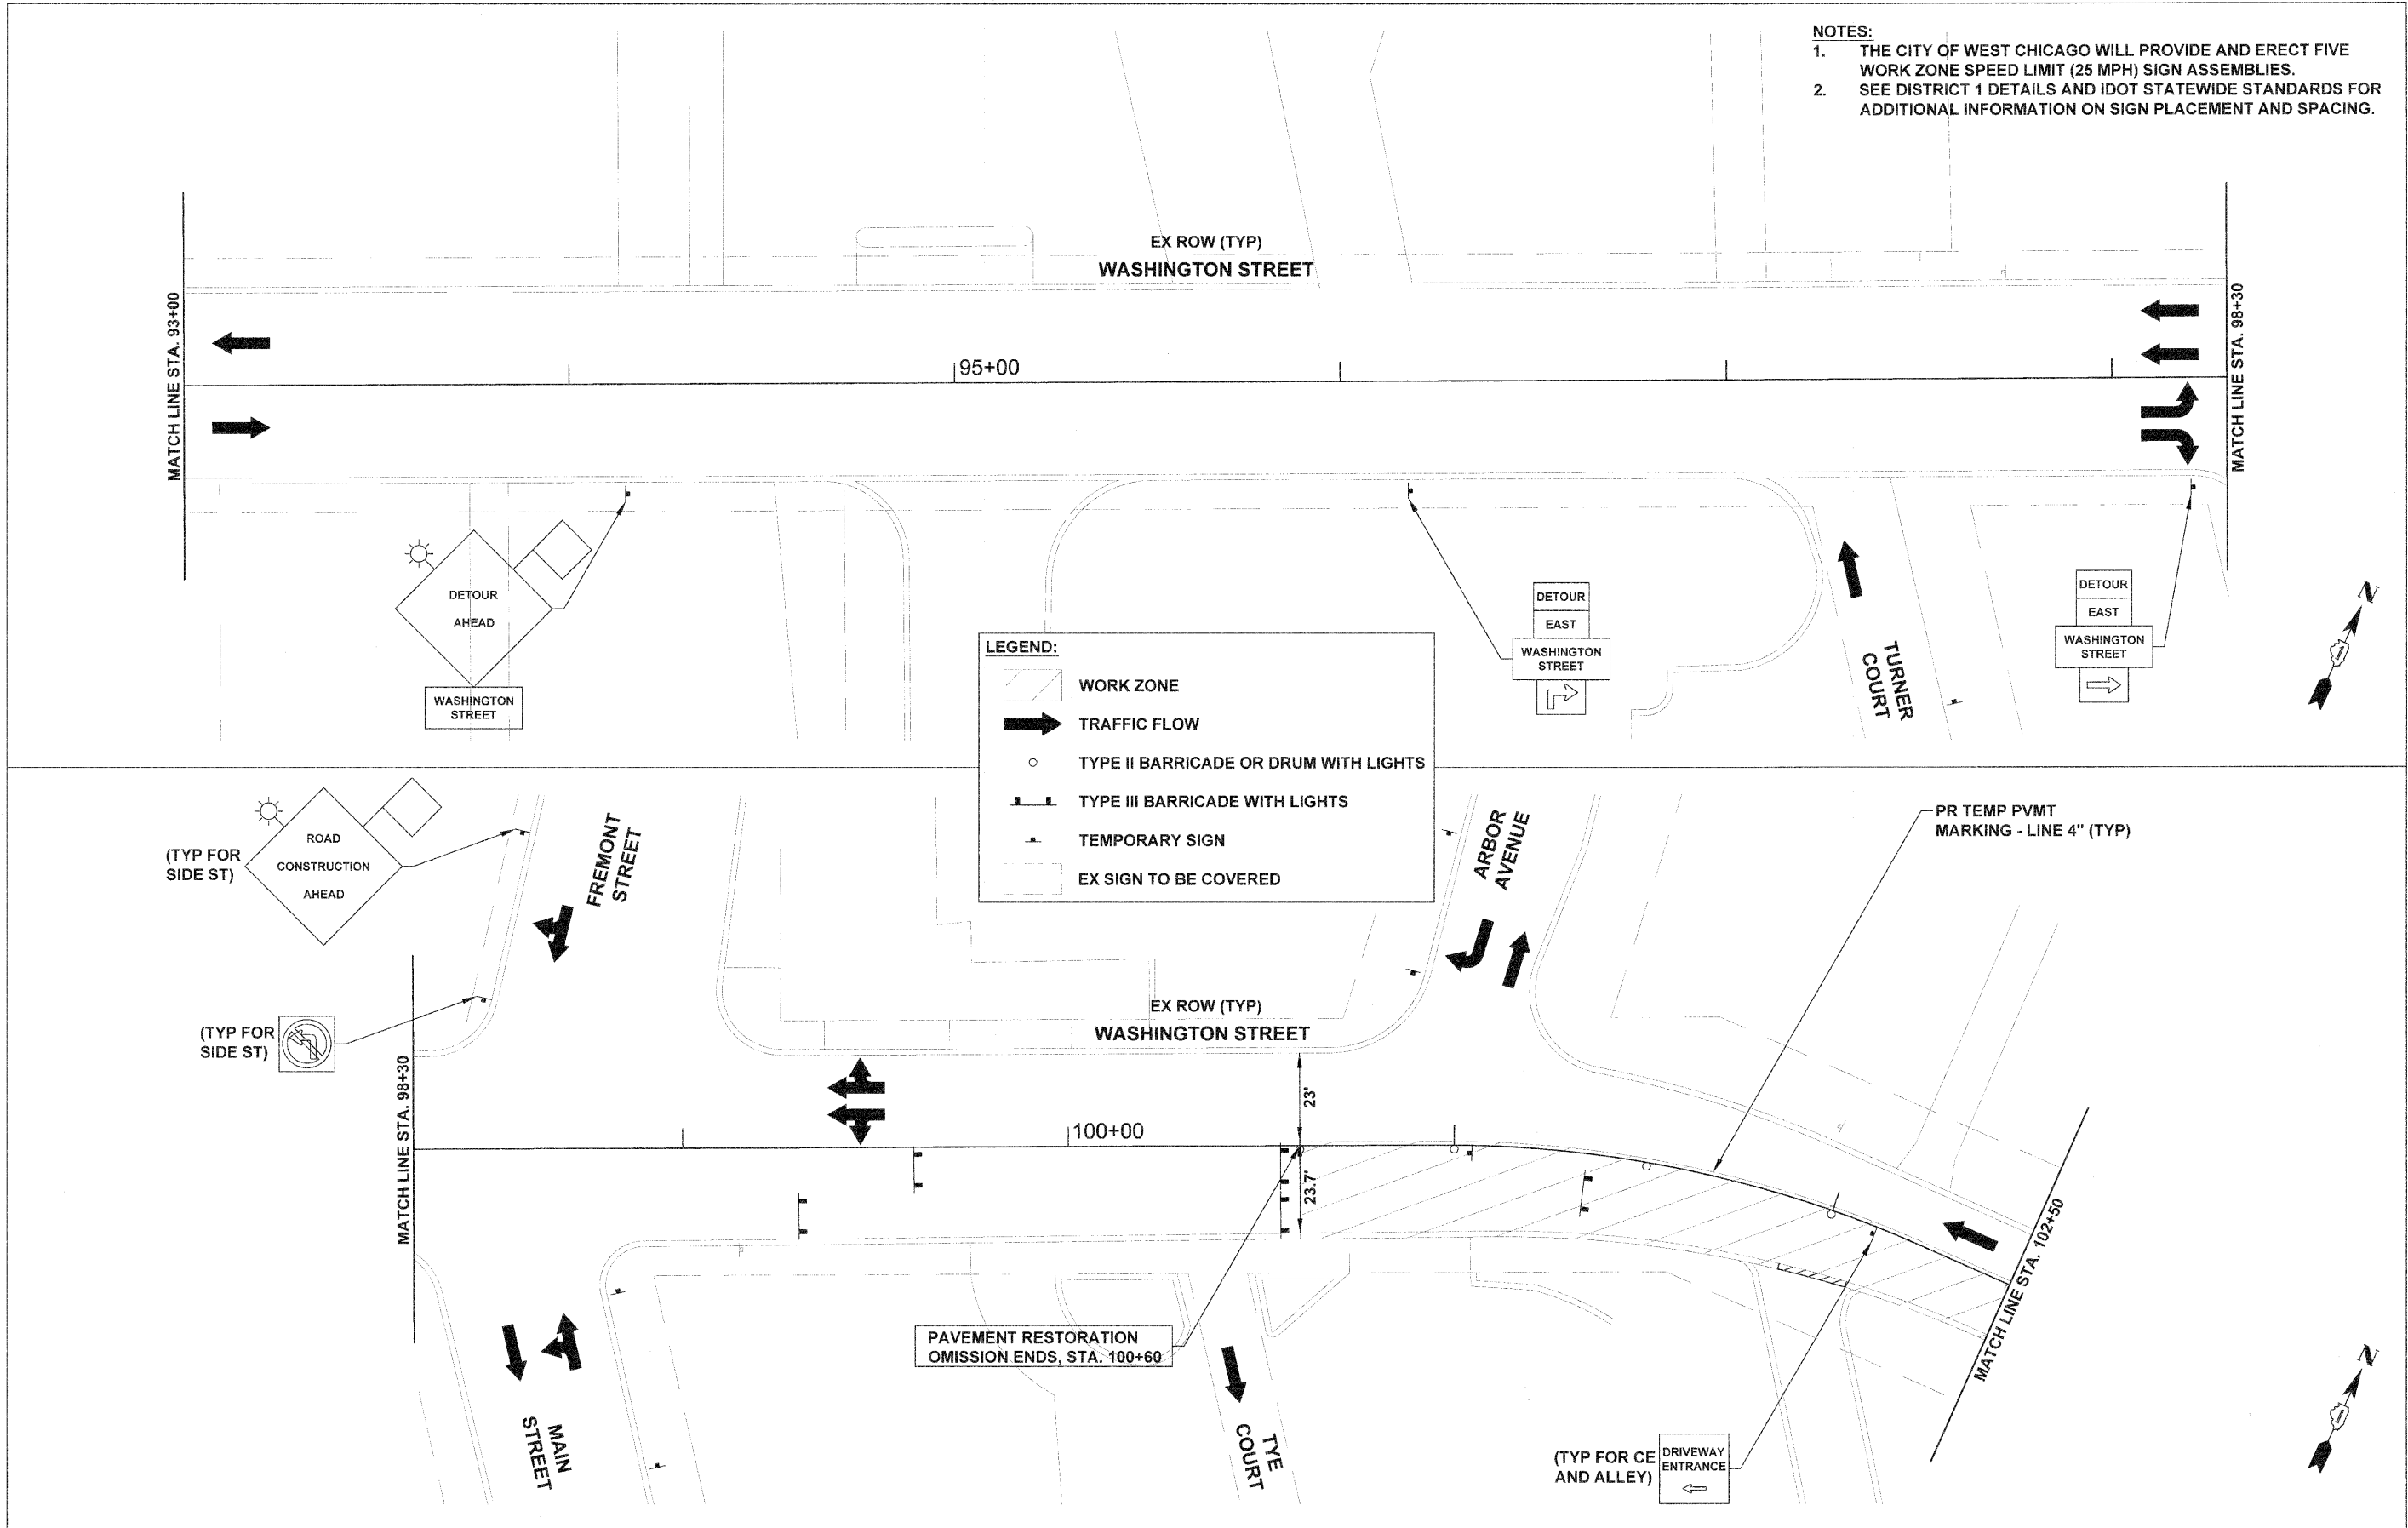 NOTES:
1. THE CITY OF WEST CHICAGO WILL PROVIDE AND ERECT FIVE
WORK ZONE SPEED LIMIT (25 MPH) SIGN ASSEMBLIES.
2. SEE DISTRICT 1 DETAILS AND IDOT STATEWIDE STANDARDS FOR
ADDITIONAL INFORMATION ON SIGN PLACEMENT AND SPACING.
EX ROW (TYP)
WASHINGTON STREET
MATCH LINE STA. 93+00
95+00
MATCH LINE STA. 98+30
DETOUR
AHEAD
WASHINGTON
STREET
DETOUR
EAST
WASHINGTON
STREET
TURNER
COURT
DETOUR
EAST
WASHINGTON
STREET
N
LEGEND:
WORK ZONE
TRAFFIC FLOW
TYPE II BARRICADE OR DRUM WITH LIGHTS
TYPE III BARRICADE WITH LIGHTS
TEMPORARY SIGN
EX SIGN TO BE COVERED
(TYP FOR
SIDE ST)
ROAD
CONSTRUCTION
AHEAD
FREMONT
STREET
ARBOR
AVENUE
PR TEMP PVMT
MARKING - LINE 4" (TYP)
(TYP FOR
SIDE ST)
EX ROW (TYP)
WASHINGTON STREET
MATCH LINE STA. 98+30
100+00
23'
23.7'
MATCH LINE STA. 102+50
PAVEMENT RESTORATION
OMISSION ENDS, STA. 100+60
MAIN
STREET
TYE
COURT
(TYP FOR CE
AND ALLEY)
DRIVEWAY
ENTRANCE
N